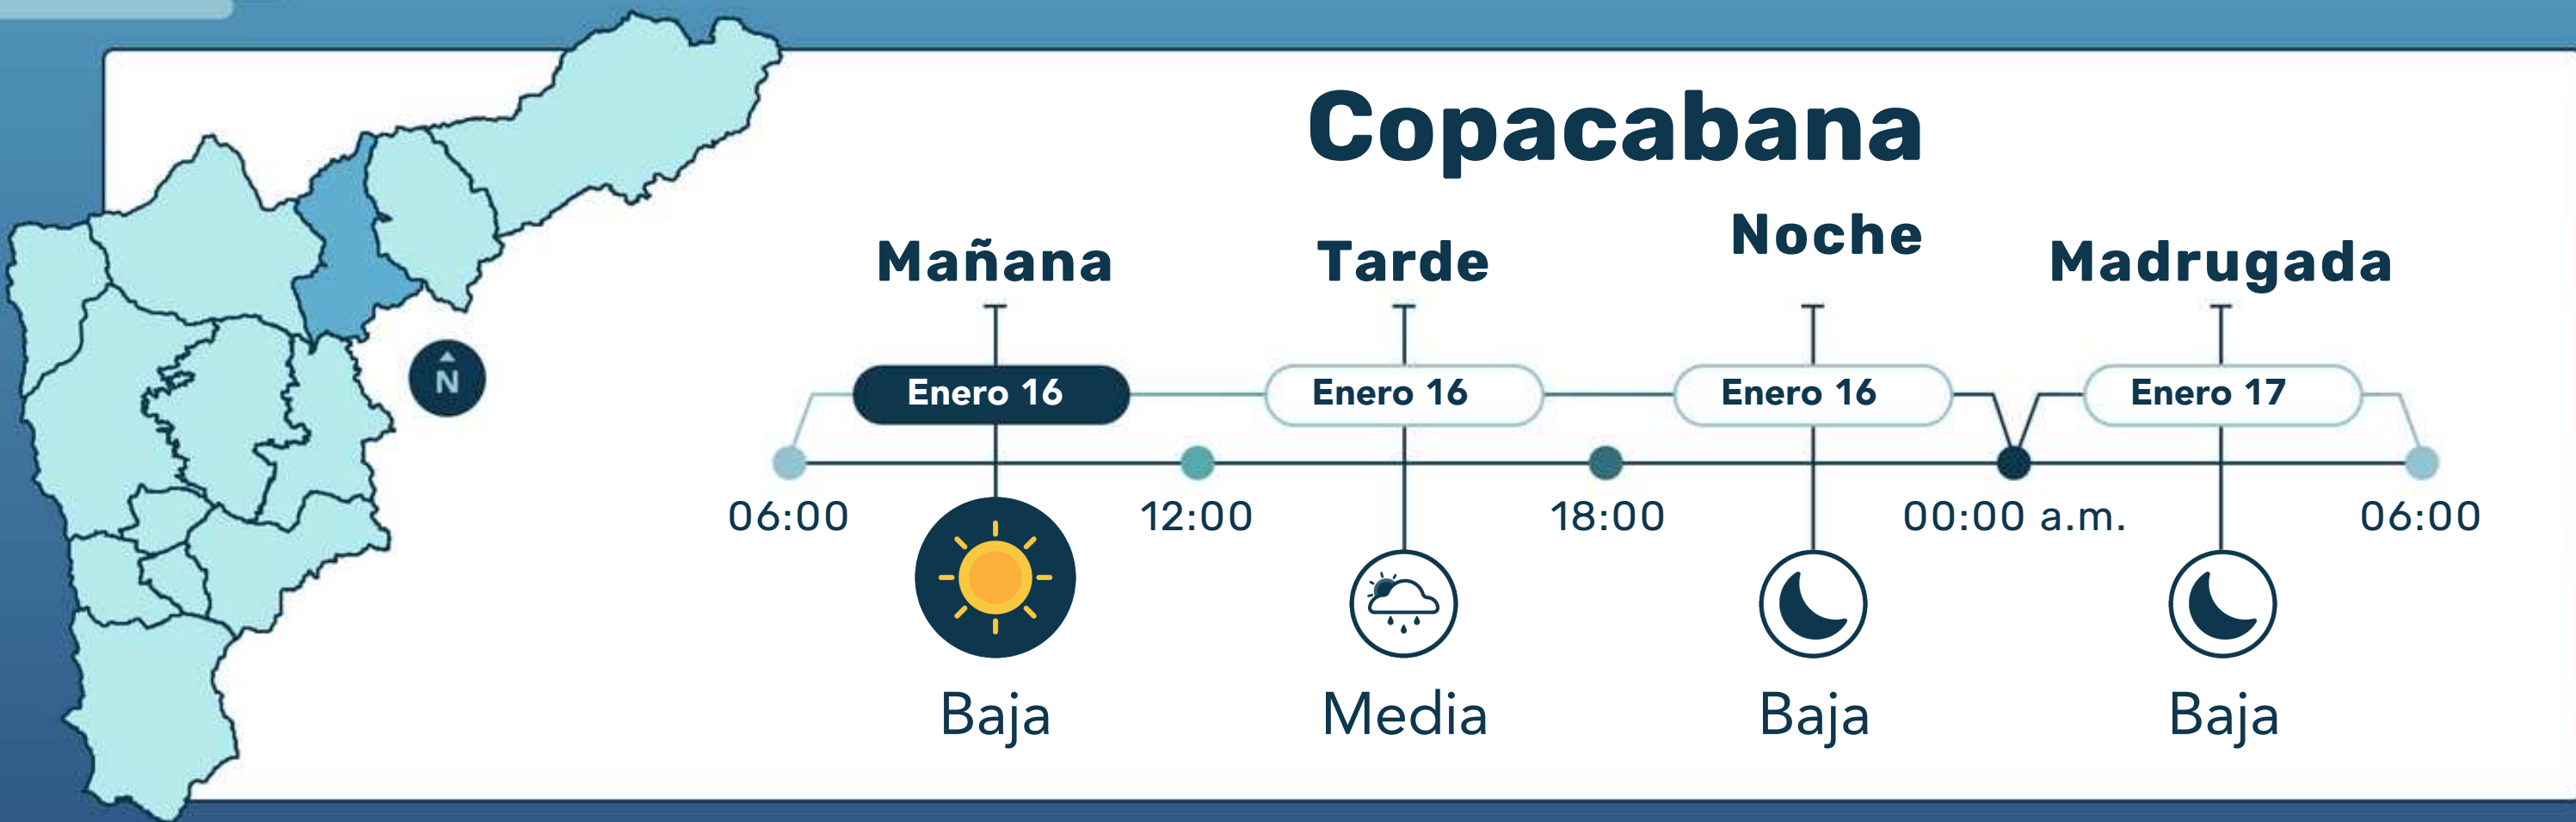 Copacabana
Mañana Tarde Noche Madrugada
N
Enero 16 Enero 16 Enero 16 Enero 17
06:00 12:00 18:00 00:00 a.m. 06:00
Baja Media Baja Baja